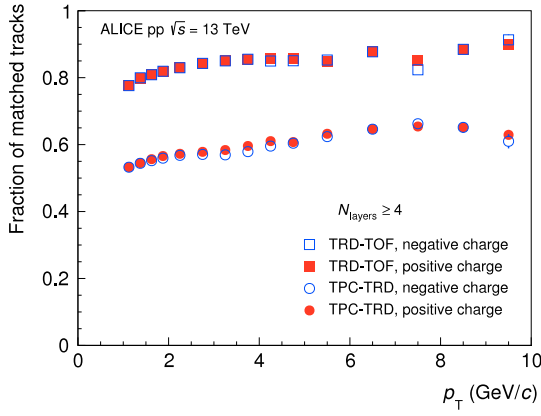 Fraction of matched tracks
ALICE pp √s = 13 TeV
1
0.8
0.6
0.4
0.2
0
N_layers ≥ 4
TRD-TOF, negative charge
TRD-TOF, positive charge
TPC-TRD, negative charge
TPC-TRD, positive charge
0 2 4 6 8 10
p_T (GeV/c)